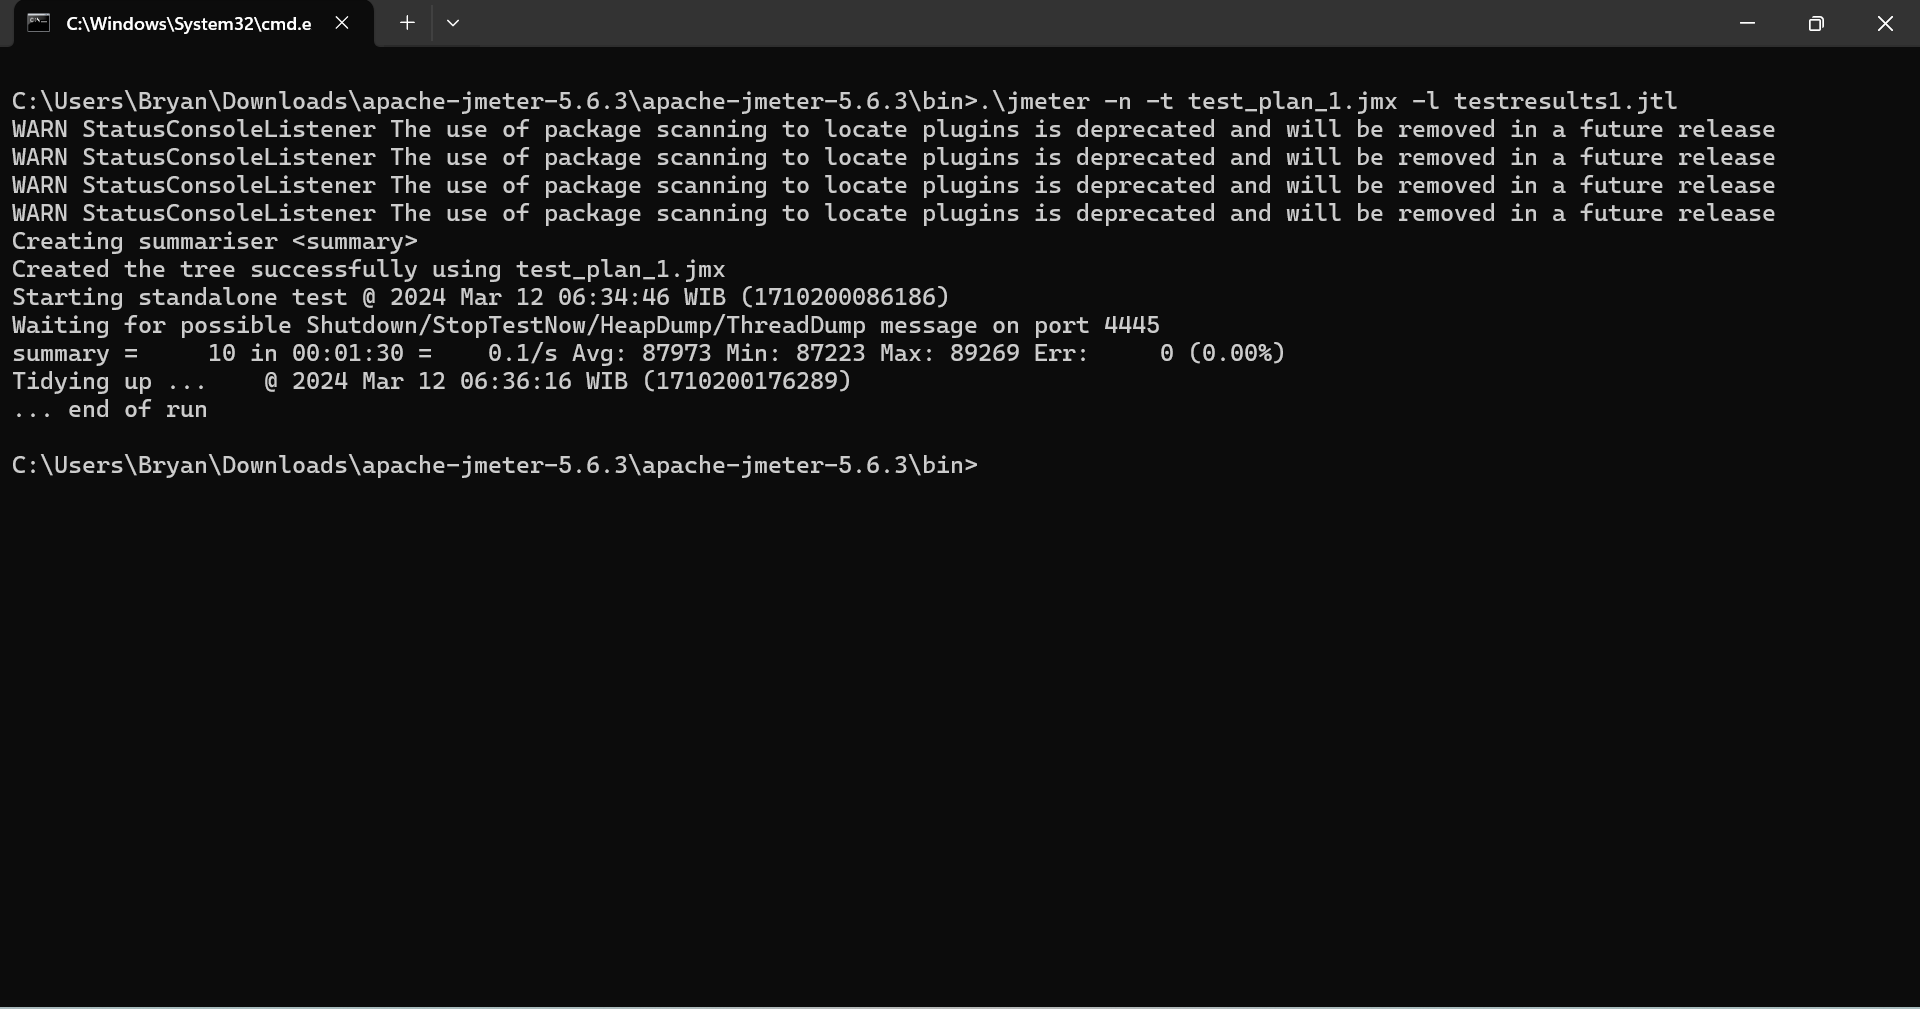 C:\Windows\System32\cmd.e
C:\Users\Bryan\Downloads\apache-jmeter-5.6.3\apache-jmeter-5.6.3\bin>.\jmeter -n -t test_plan_1.jmx -l testresults1.jtl
WARN StatusConsoleListener The use of package scanning to locate plugins is deprecated and will be removed in a future release
WARN StatusConsoleListener The use of package scanning to locate plugins is deprecated and will be removed in a future release
WARN StatusConsoleListener The use of package scanning to locate plugins is deprecated and will be removed in a future release
WARN StatusConsoleListener The use of package scanning to locate plugins is deprecated and will be removed in a future release
Creating summariser <summary>
Created the tree successfully using test_plan_1.jmx
Starting standalone test @ 2024 Mar 12 06:34:46 WIB (1710200086186)
Waiting for possible Shutdown/StopTestNow/HeapDump/ThreadDump message on port 4445
summary =     10 in 00:01:30 =    0.1/s Avg: 87973 Min: 87223 Max: 89269 Err:     0 (0.00%)
Tidying up ...    @ 2024 Mar 12 06:36:16 WIB (1710200176289)
... end of run
C:\Users\Bryan\Downloads\apache-jmeter-5.6.3\apache-jmeter-5.6.3\bin>